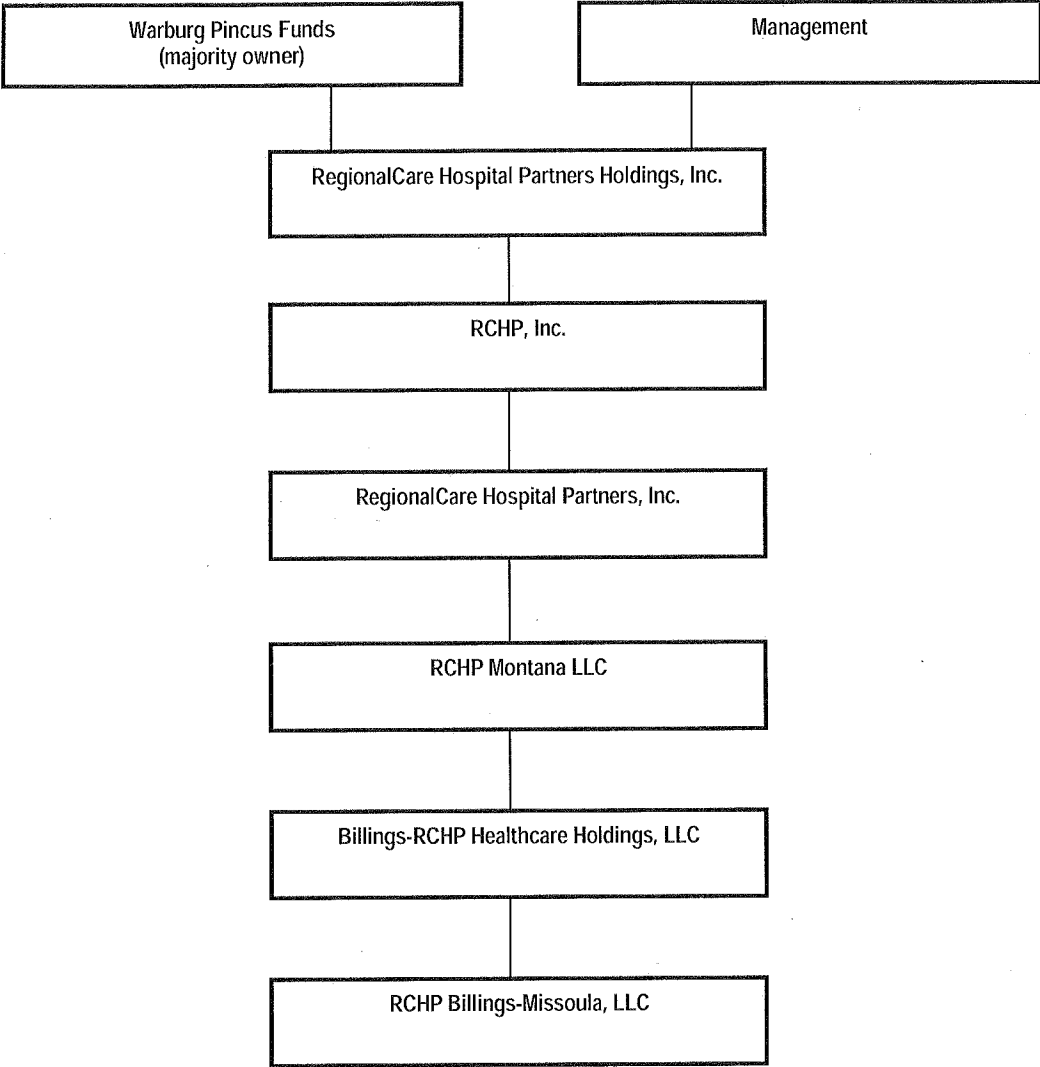 Warburg Pincus Funds
(majority owner)
Management
RegionalCare Hospital Partners Holdings, Inc.
RCHP, Inc.
RegionalCare Hospital Partners, Inc.
RCHP Montana LLC
Billings-RCHP Healthcare Holdings, LLC
RCHP Billings-Missoula, LLC